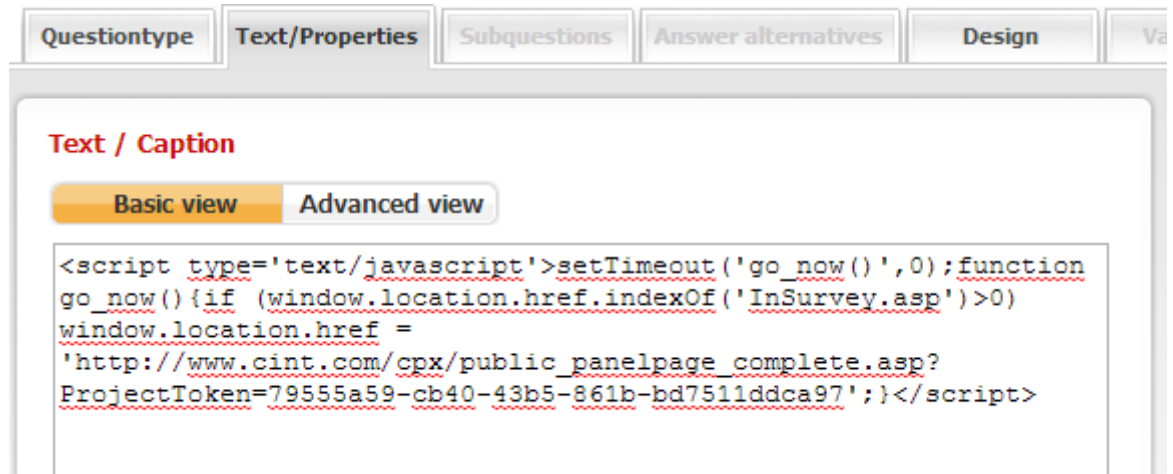 Questiontype Text/Properties Subquestions Answer alternatives Design Va
Text / Caption
Basic view Advanced view
<script type='text/javascript'>setTimeout('go_now()',0);function
go_now(){if (window.location.href.indexOf('InSurvey.asp')>0)
window.location.href =
'http://www.cint.com/cpx/public_panelpage_complete.asp?
ProjectToken=79555a59-cb40-43b5-861b-bd7511ddca97';}</script>